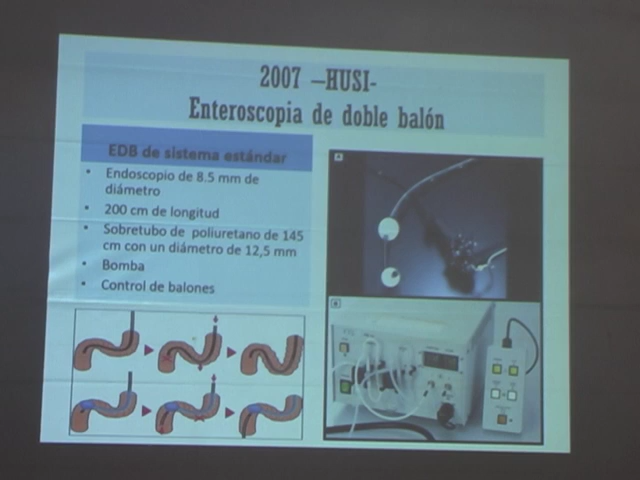 2007 –HUSI-
Enteroscopia de doble balón
EDB de sistema estándar
• Endoscopio de 8.5 mm de
diámetro
• 200 cm de longitud
• Sobretubo de poliuretano de 145
cm con un diámetro de 12,5 mm
• Bomba
• Control de balones
A
B